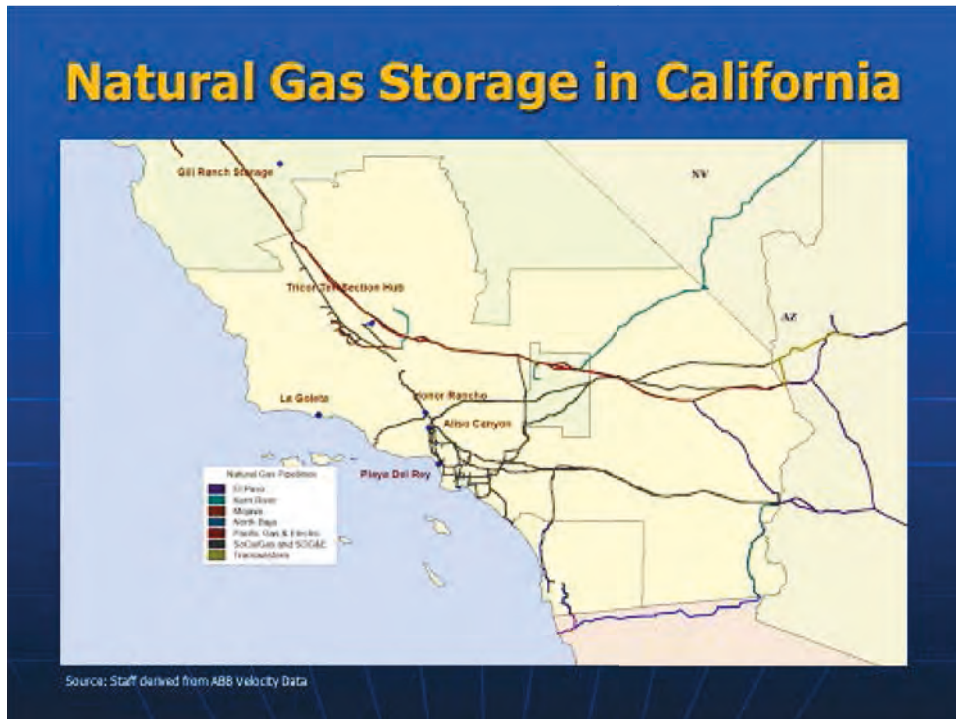 Natural Gas Storage in California
Gill Ranch Storage
NV
Tricor Ten Section Hub
AZ
La Goleta
Honor Rancho
Aliso Canyon
Playa Del Rey
Natural Gas Pipelines
El Paso
Kern River
Mojave
North Baja
Pacific Gas & Electric
SoCalGas and SDG&E
Transwestern
Source: Staff derived from ABB Velocity Data